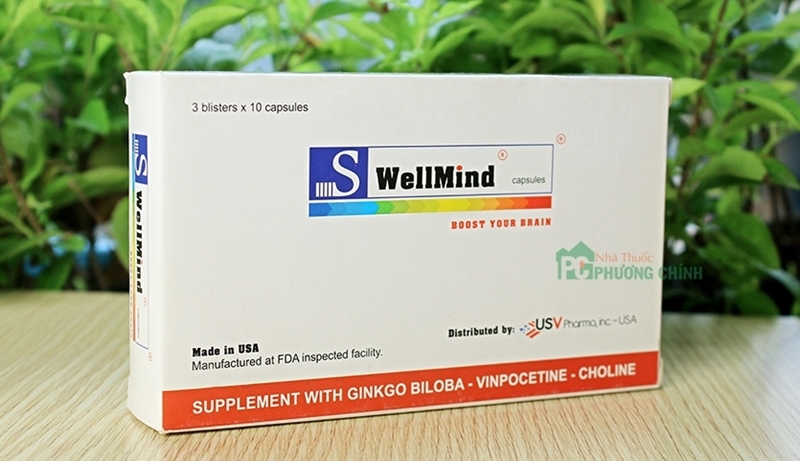 3 blisters x 10 capsules
S WellMind ® capsules ®
BOOST YOUR BRAIN
S WellMind ®
Nhà Thuốc
PC PHƯƠNG CHÍNH
Made in USA
Manufactured at FDA inspected facility.
Distributed by: USV Pharma, inc. - USA
SUPPLEMENT WITH GINKGO BILOBA - VINPOCETINE - CHOLINE